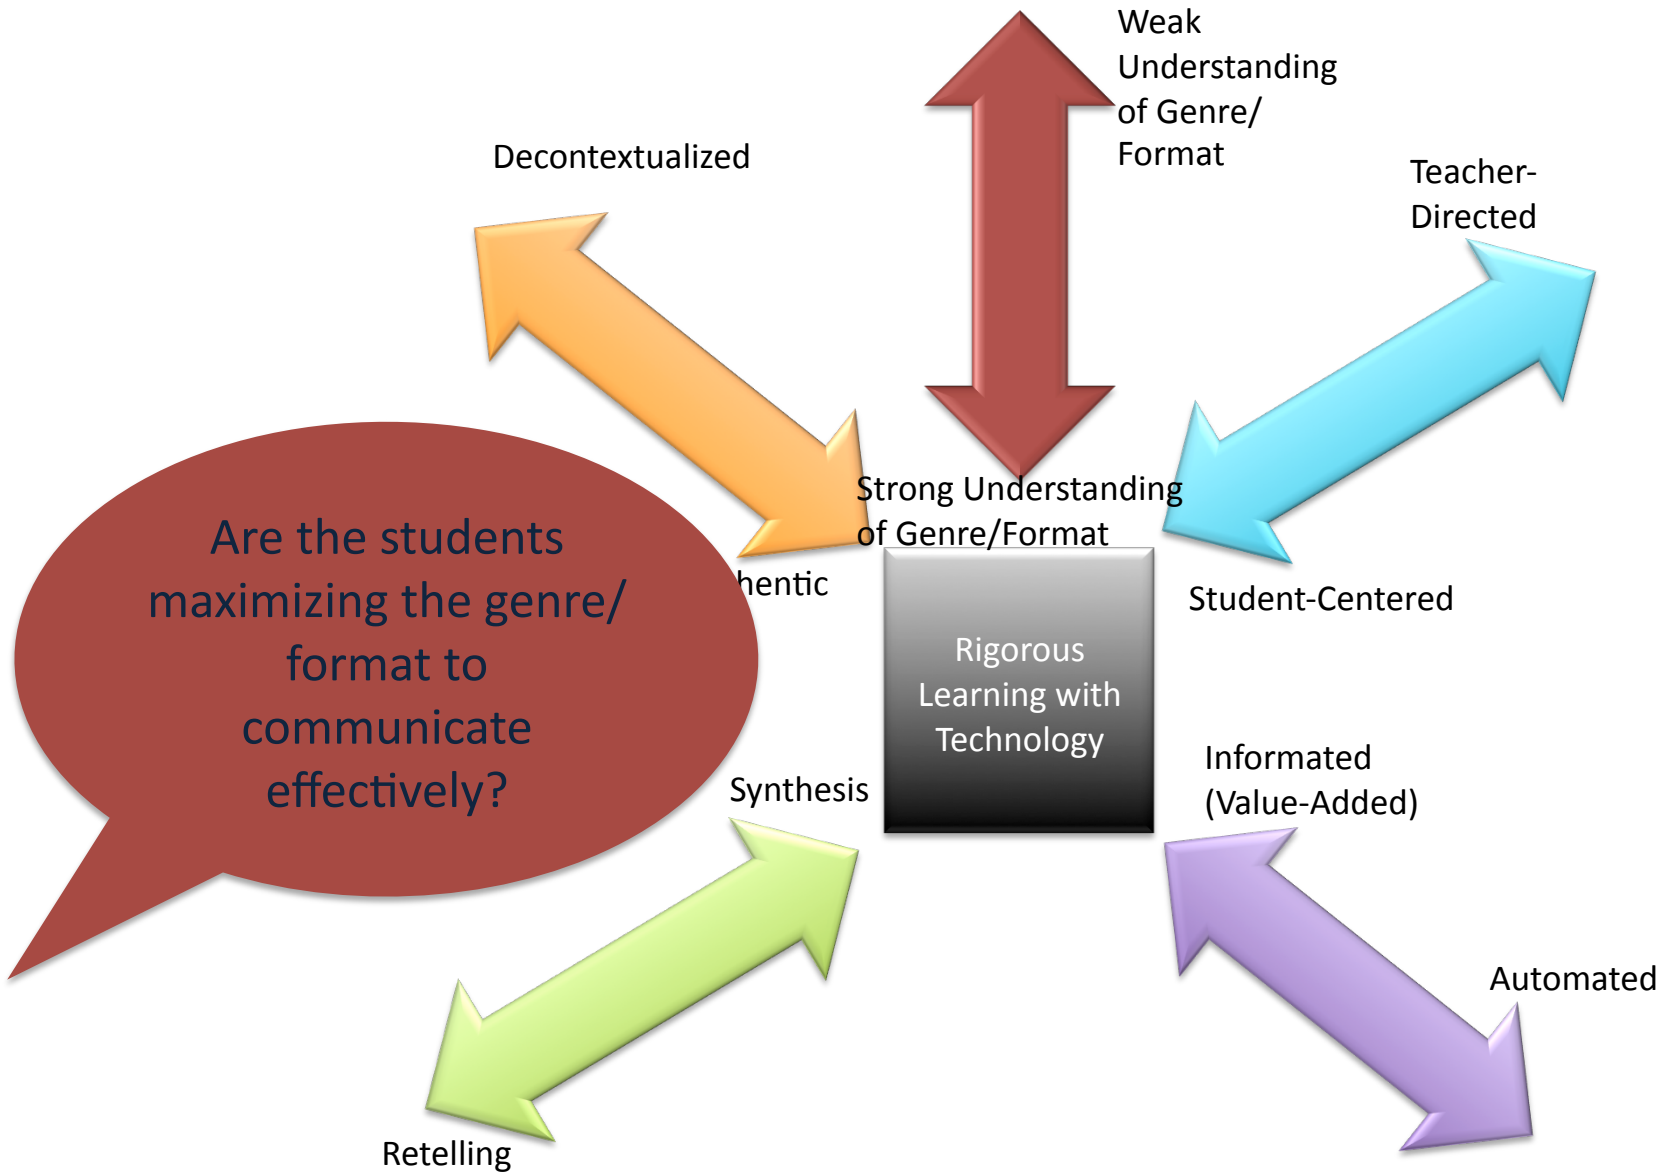 Weak
Understanding
of Genre/
Format
Decontextualized
Teacher-
Directed
Strong Understanding
of Genre/Format
Are the students
maximizing the genre/
format to
communicate
effectively?
hentic
Student-Centered
Rigorous
Learning with
Technology
Informated
(Value-Added)
Synthesis
Automated
Retelling